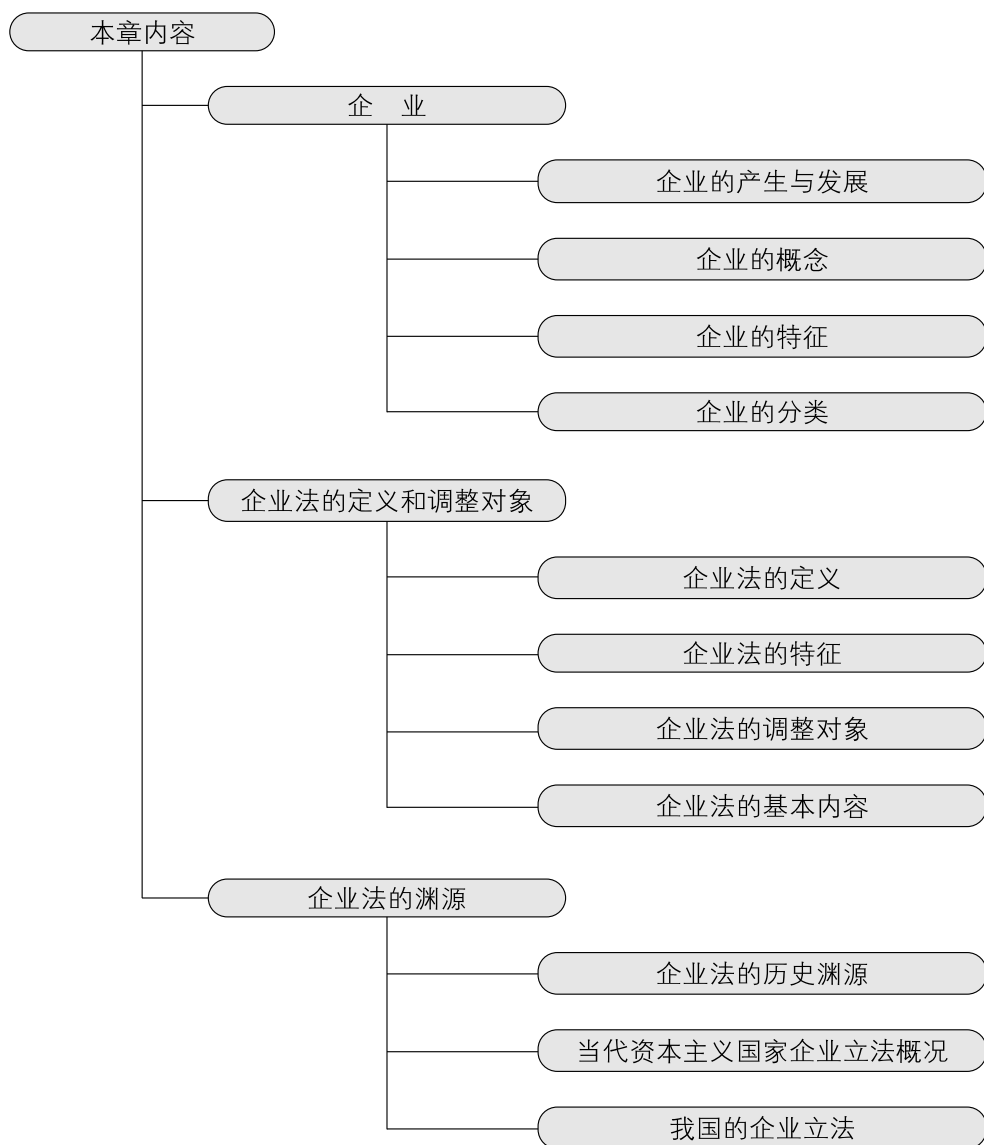 本章内容
企 业
企业的产生与发展
企业的概念
企业的特征
企业的分类
企业法的定义和调整对象
企业法的定义
企业法的特征
企业法的调整对象
企业法的基本内容
企业法的渊源
企业法的历史渊源
当代资本主义国家企业立法概况
我国的企业立法